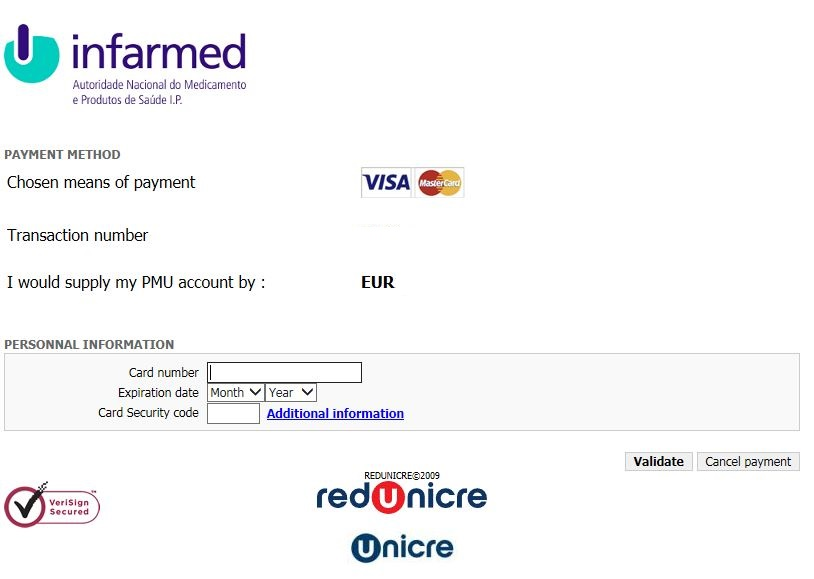 infarmed
Autoridade Nacional do Medicamento
e Produtos de Saúde I.P.
PAYMENT METHOD
Chosen means of payment
VISA MasterCard
Transaction number
I would supply my PMU account by : EUR
PERSONNAL INFORMATION
Card number
Expiration date Month Year
Card Security code Additional information
Validate Cancel payment
REDUNICRE©2009
redunicre
VeriSign™
Secured
Unicre